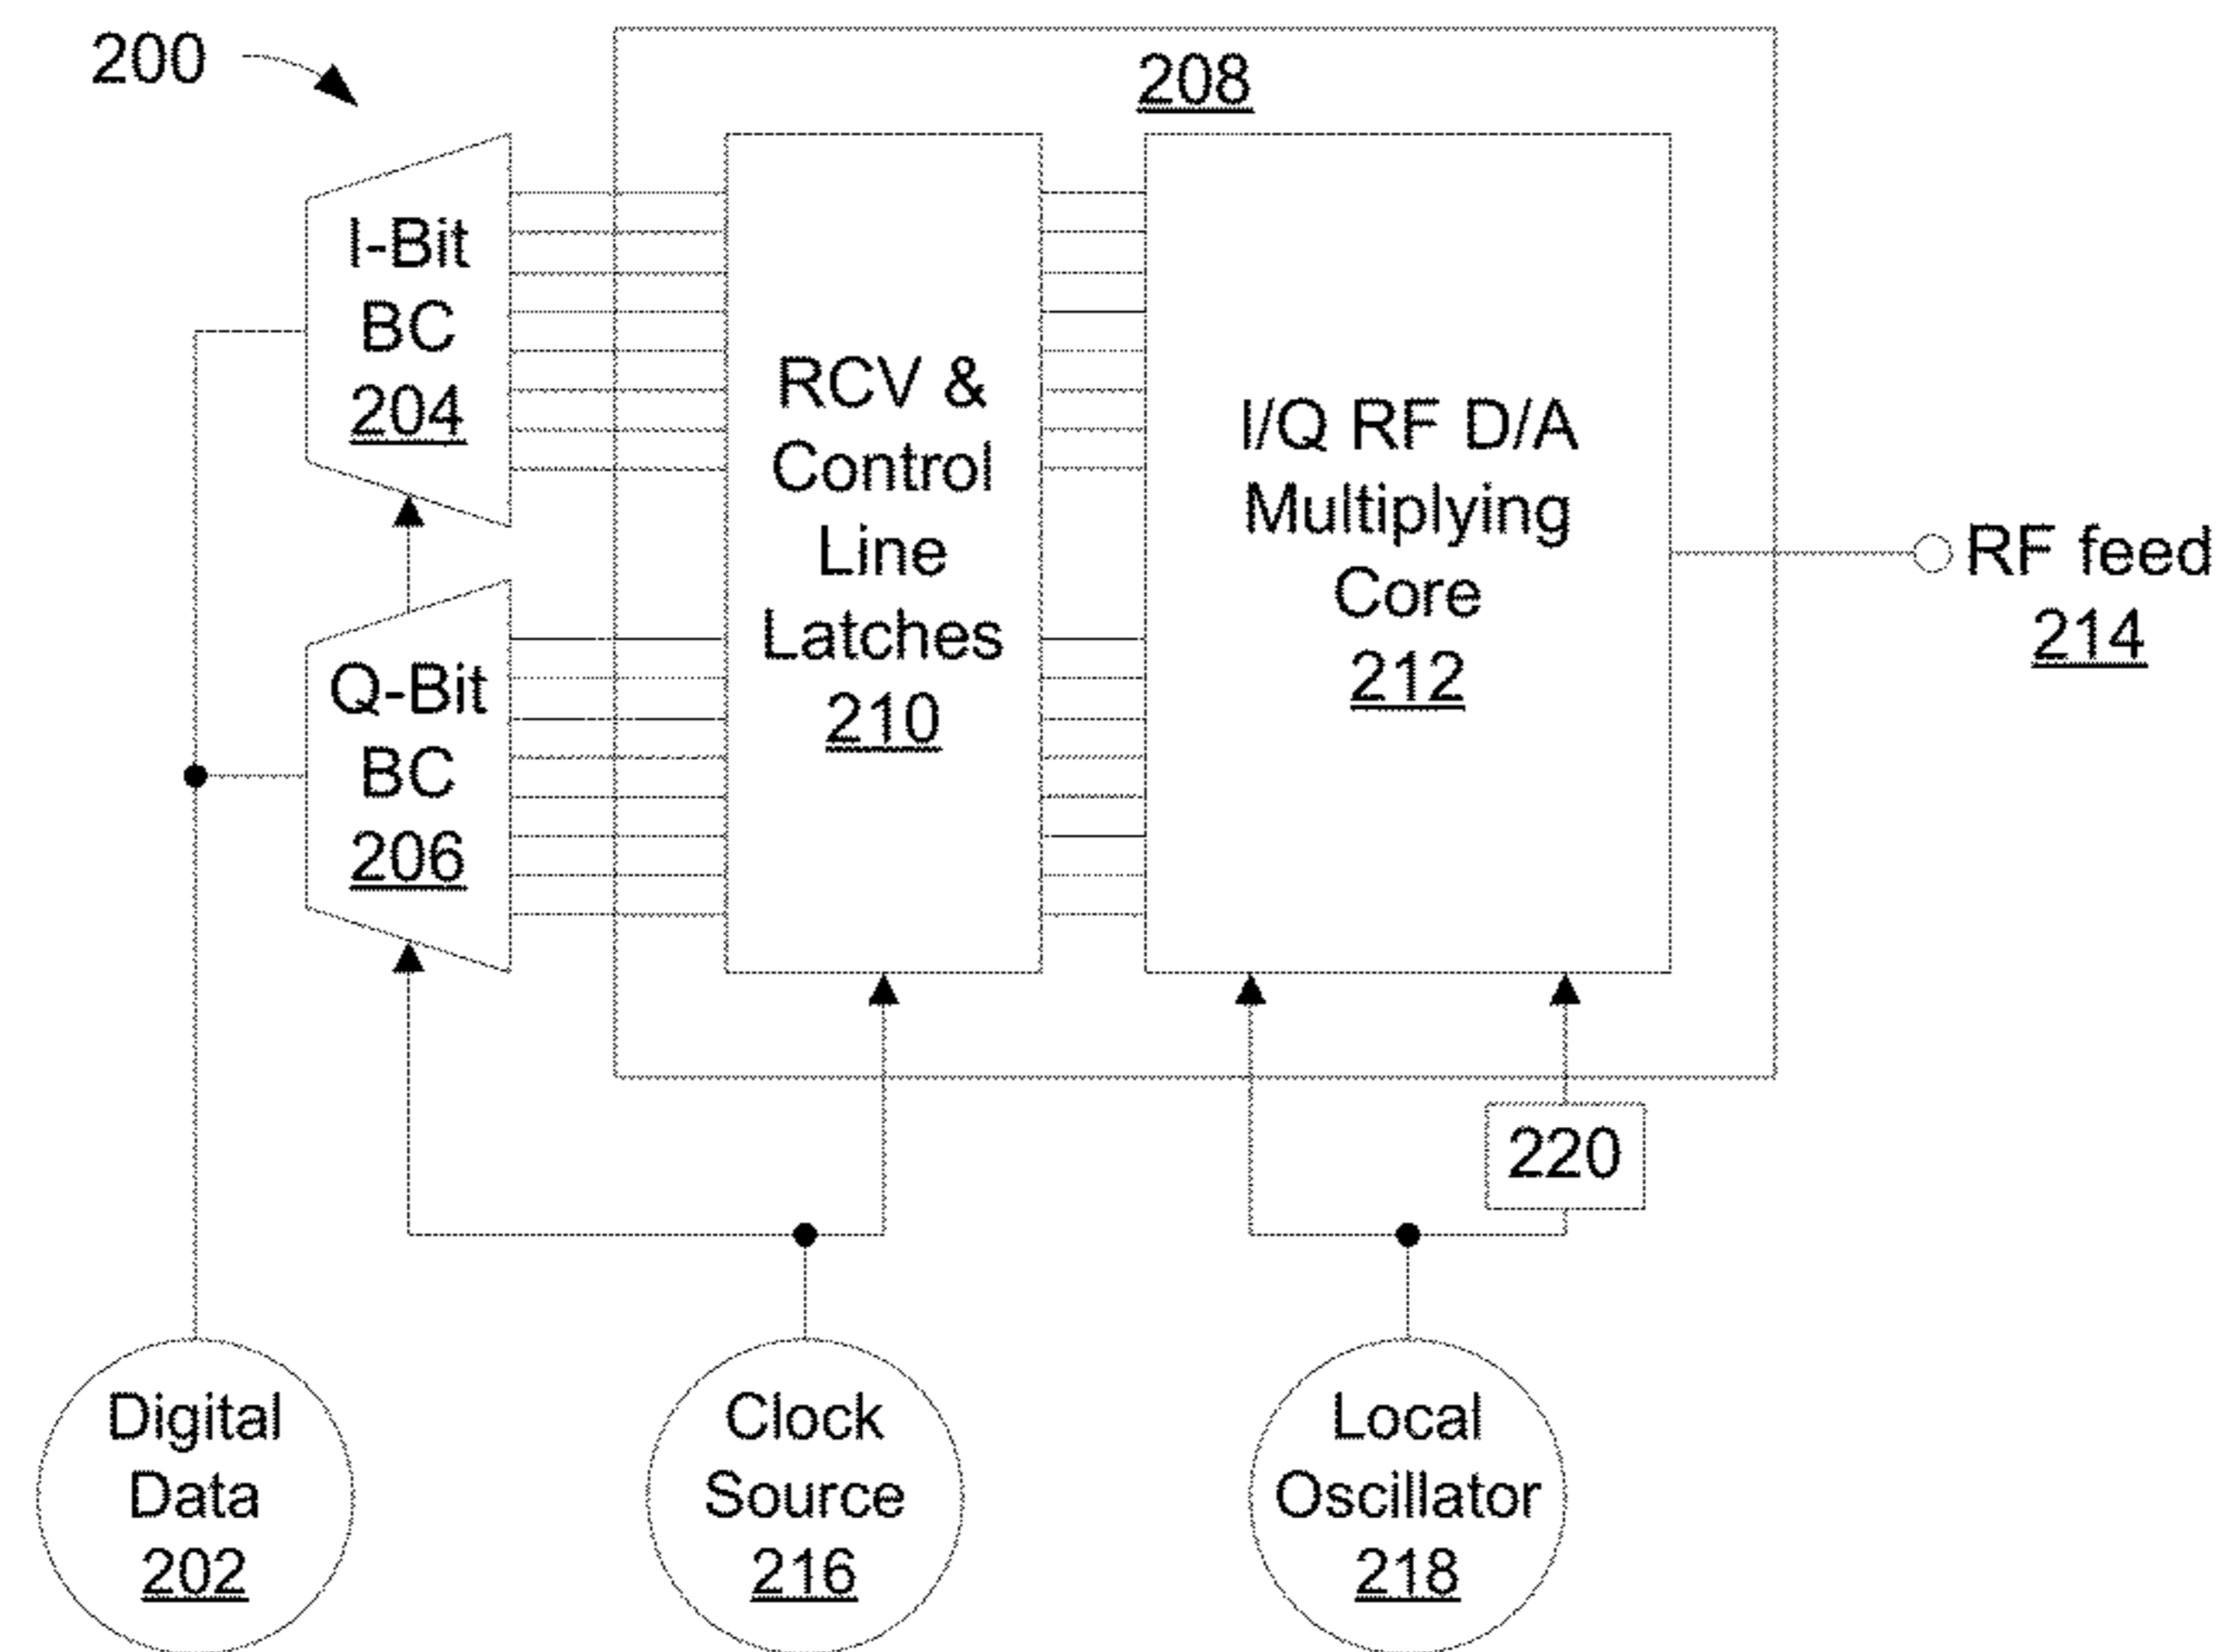 200
208
I-Bit
BC
204
RCV &
Control
Line
Latches
210
I/Q RF D/A
Multiplying
Core
212
RF feed
214
Q-Bit
BC
206
220
Digital
Data
202
Clock
Source
216
Local
Oscillator
218